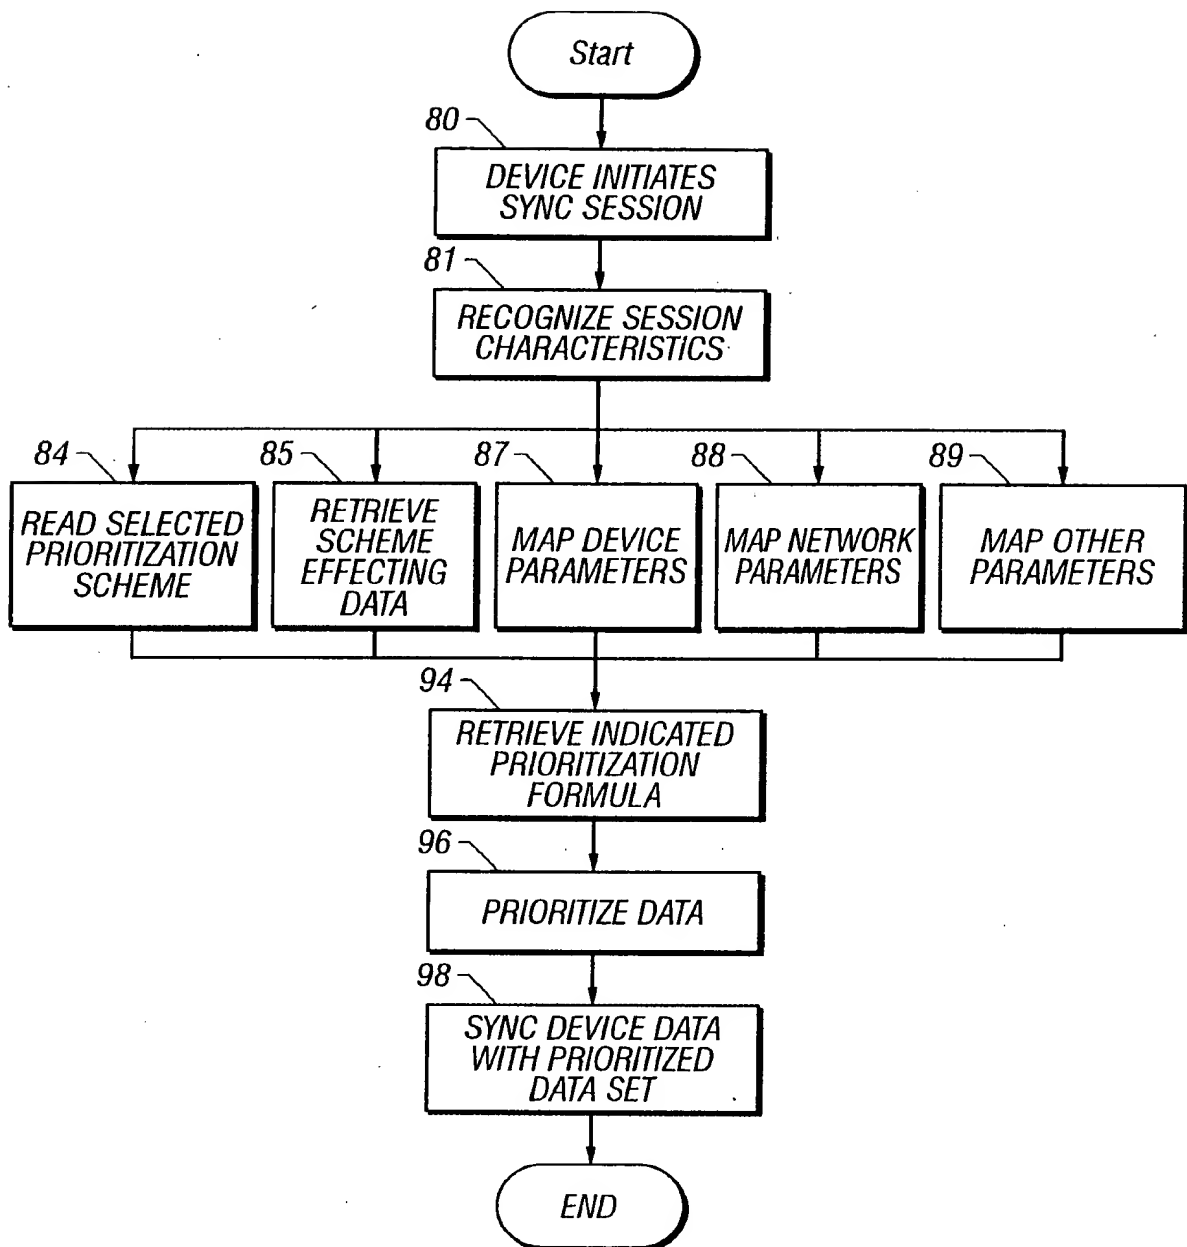 Start
80
DEVICE INITIATES
SYNC SESSION
81
RECOGNIZE SESSION
CHARACTERISTICS
84
READ SELECTED
PRIORITIZATION
SCHEME
85
RETRIEVE
SCHEME
EFFECTING
DATA
87
MAP DEVICE
PARAMETERS
88
MAP NETWORK
PARAMETERS
89
MAP OTHER
PARAMETERS
94
RETRIEVE INDICATED
PRIORITIZATION
FORMULA
96
PRIORITIZE DATA
98
SYNC DEVICE DATA
WITH PRIORITIZED
DATA SET
END